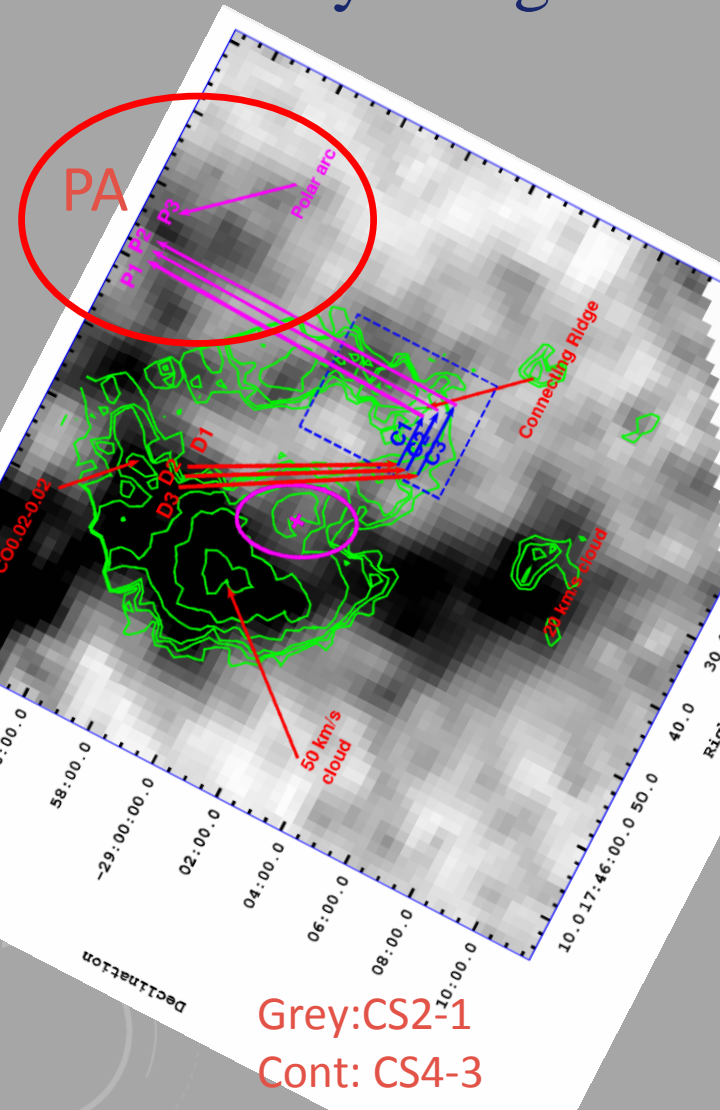 PA
Polar arc
P3
P2
P1
Connecting Ridge
C1
C2
C3
D1
D2
D3
CO0.02-0.02
20 km/s cloud
50 km/s
cloud
58:00.0
-29:00:00.0
02:00.0
04:00.0
06:00.0
08:00.0
10:00.0
Declination
40.0
50.0
17:46:00.0
10.0
Grey:CS2-1
Cont: CS4-3